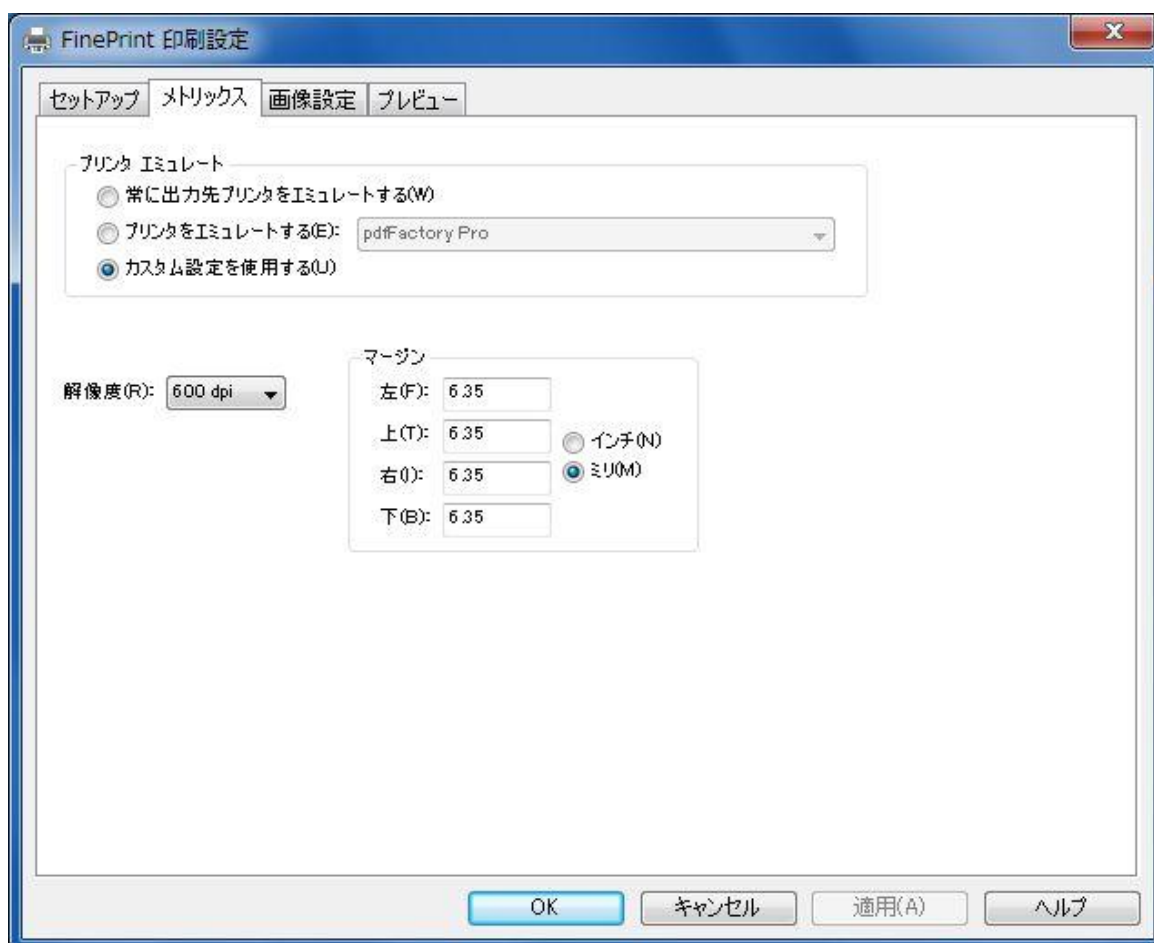 FinePrint 印刷設定
セットアップ メトリックス 画像設定 プレビュー
プリンタ エミュレート
常に出力先プリンタをエミュレートする(W)
プリンタをエミュレートする(E): pdfFactory Pro
カスタム設定を使用する(U)
マージン
解像度(R): 600 dpi 左(F): 6.35
上(T): 6.35 インチ(N)
右(I): 6.35 ミリ(M)
下(B): 6.35
OK キャンセル 適用(A) ヘルプ